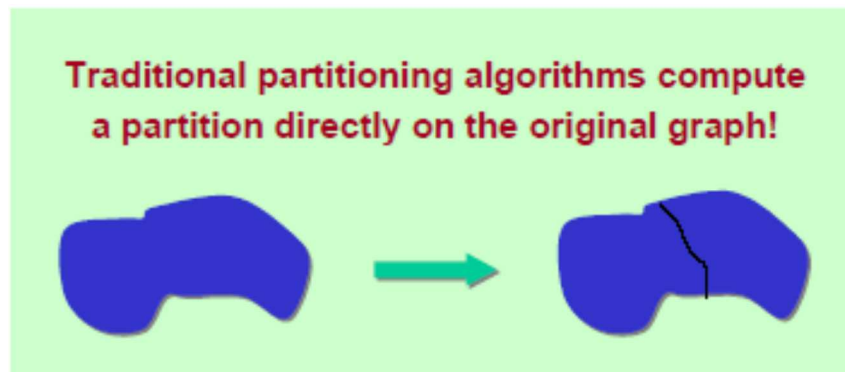 Traditional partitioning algorithms compute
a partition directly on the original graph!